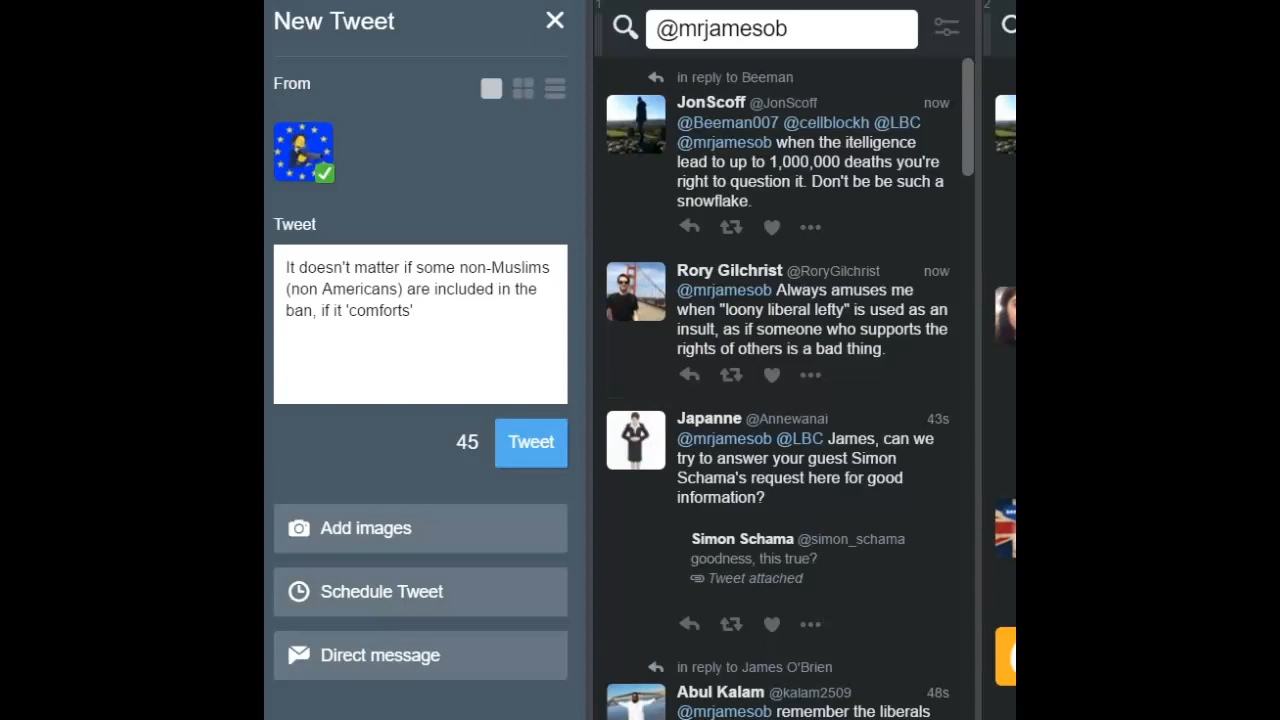 New Tweet
From
Tweet
It doesn't matter if some non-Muslims
(non Americans) are included in the
ban, if it 'comforts'
45
Tweet
Add images
Schedule Tweet
Direct message
1
@mrjamesob
in reply to Beeman
JonScoff @JonScoff now
@Beeman007 @cellblockh @LBC
@mrjamesob when the itelligence
lead to up to 1,000,000 deaths you're
right to question it. Don't be be such a
snowflake.
Rory Gilchrist @RoryGilchrist now
@mrjamesob Always amuses me
when "loony liberal lefty" is used as an
insult, as if someone who supports the
rights of others is a bad thing.
Japanne @Annewanai 43s
@mrjamesob @LBC James, can we
try to answer your guest Simon
Schama's request here for good
information?
Simon Schama @simon_schama
goodness, this true?
Tweet attached
in reply to James O'Brien
Abul Kalam @kalam2509 48s
@mrjamesob remember the liberals
2